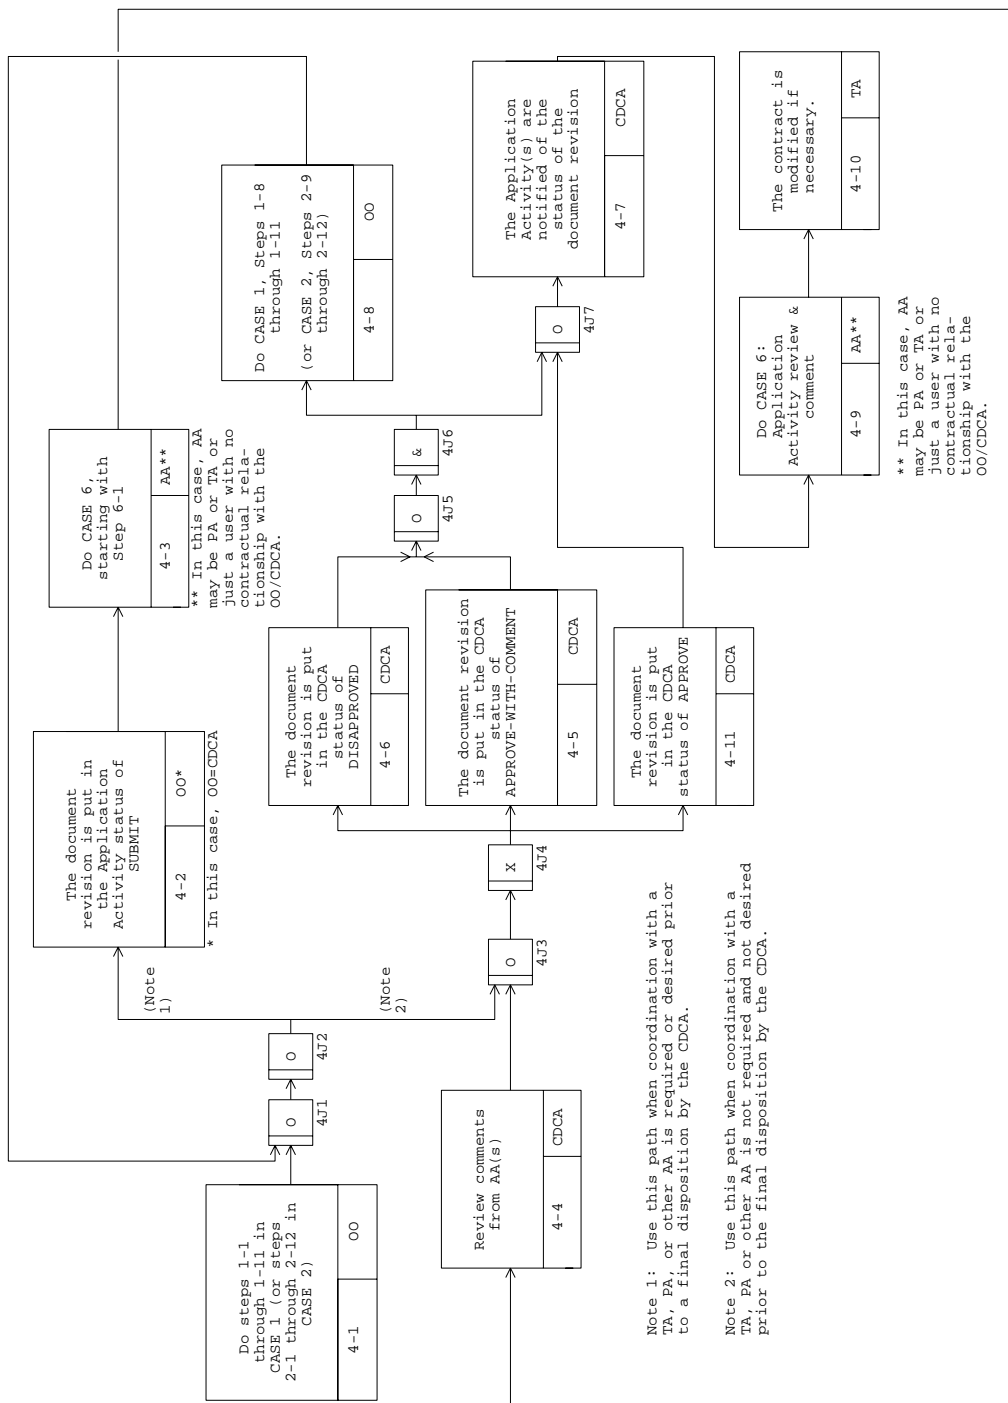 Do steps 1-1
through 1-11 in
CASE 1 (or steps
2-1 through 2-12 in
CASE 2)
4-1
OO
O
4J1
O
4J2
(Note
1)
(Note
2)
The document
revision is put in
the Application
Activity status of
SUBMIT
4-2
OO*
* In this case, OO=CDCA
Do CASE 6,
starting with
Step 6-1
4-3
AA**
** In this case, AA
may be PA or TA or
just a user with no
contractual rela-
tionship with the
OO/CDCA.
Review comments
from AA(s)
4-4
CDCA
O
4J3
X
4J4
The document
revision is put
in the CDCA
status of
DISAPPROVED
4-6
CDCA
The document revision
is put in the CDCA
status of
APPROVE-WITH-COMMENT
4-5
CDCA
The document
revision is put
in the CDCA
status of APPROVE
4-11
CDCA
O
4J5
&
4J6
Do CASE 1, Steps 1-8
through 1-11
(or CASE 2, Steps 2-9
through 2-12)
4-8
OO
O
4J7
The Application
Activity(s) are
notified of the
status of the
document revision
4-7
CDCA
Do CASE 6:
Application
Activity review &
comment
4-9
AA**
** In this case, AA
may be PA or TA or
just a user with no
contractual rela-
tionship with the
OO/CDCA.
The contract is
modified if
necessary.
4-10
TA
Note 1: Use this path when coordination with a
TA, PA, or other AA is required or desired prior
to a final disposition by the CDCA.
Note 2: Use this path when coordination with a
TA, PA or other AA is not required and not desired
prior to the final disposition by the CDCA.